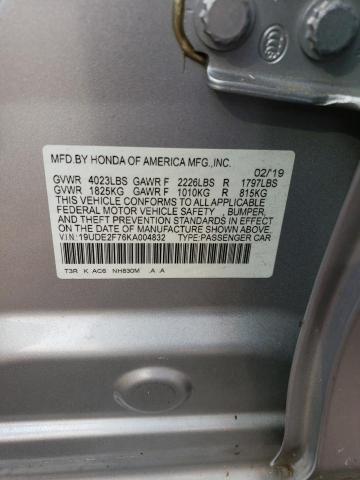 MFD.BY HONDA OF AMERICA MFG.,INC.
02/19
GVWR 4023LBS GAWR F 2226LBS R 1797LBS
GVWR 1825KG GAWR F 1010KG R 815KG
THIS VEHICLE CONFORMS TO ALL APPLICABLE
FEDERAL MOTOR VEHICLE SAFETY , BUMPER,
AND THEFT PREVENTION STANDARDS IN EFFECT
ON THE DATE OF MANUFACTURE SHOWN ABOVE.
VIN:19UDE2F76KA004832 TYPE:PASSENGER CAR
T3R K AC6 NH830M .A .A